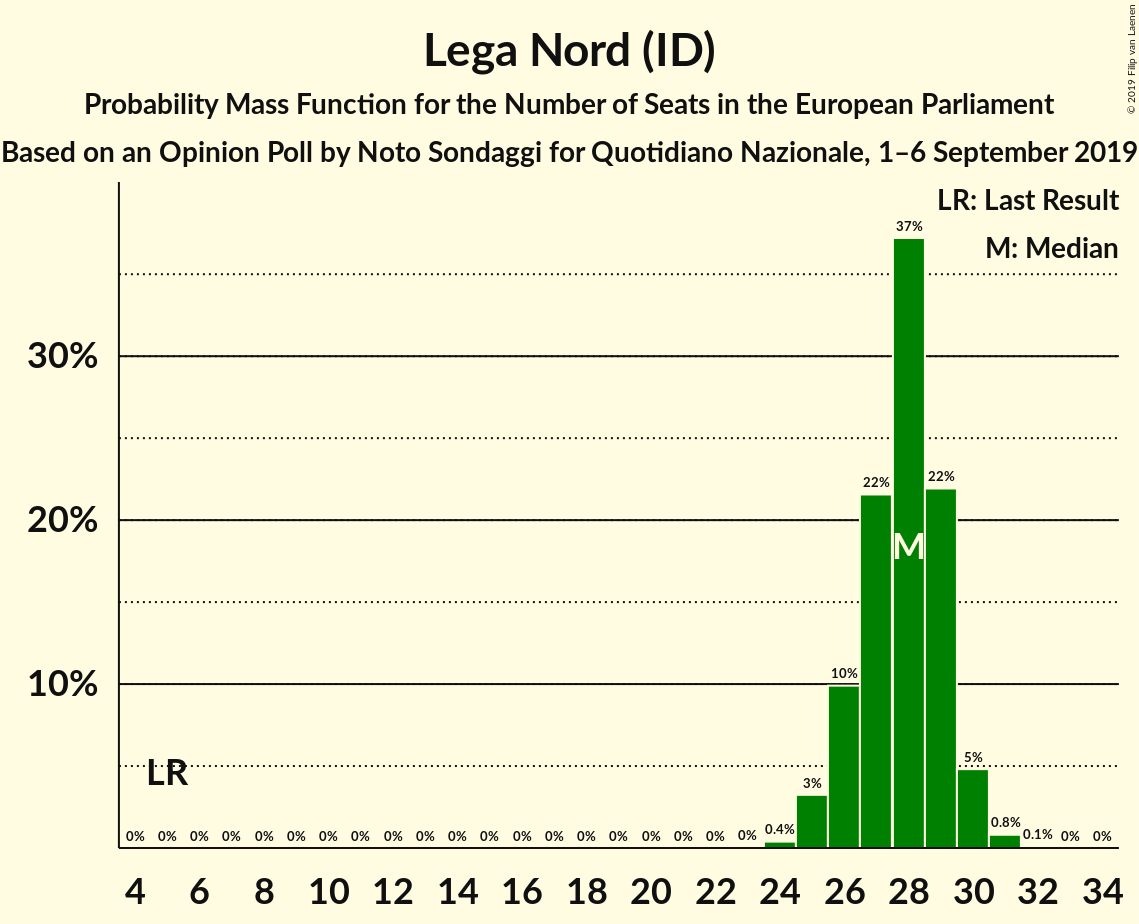 Lega Nord (ID)
Probability Mass Function for the Number of Seats in the European Parliament
Based on an Opinion Poll by Noto Sondaggi for Quotidiano Nazionale, 1–6 September 2019
© 2019 Filip van Laenen
LR: Last Result
M: Median
37%
30%
22% 22%
20%
M
10%
10%
LR
5%
3%
0% 0% 0% 0% 0% 0% 0% 0% 0% 0% 0% 0% 0% 0% 0% 0% 0% 0% 0% 0% 0.4% 0.8% 0.1% 0% 0%
4 6 8 10 12 14 16 18 20 22 24 26 28 30 32 34